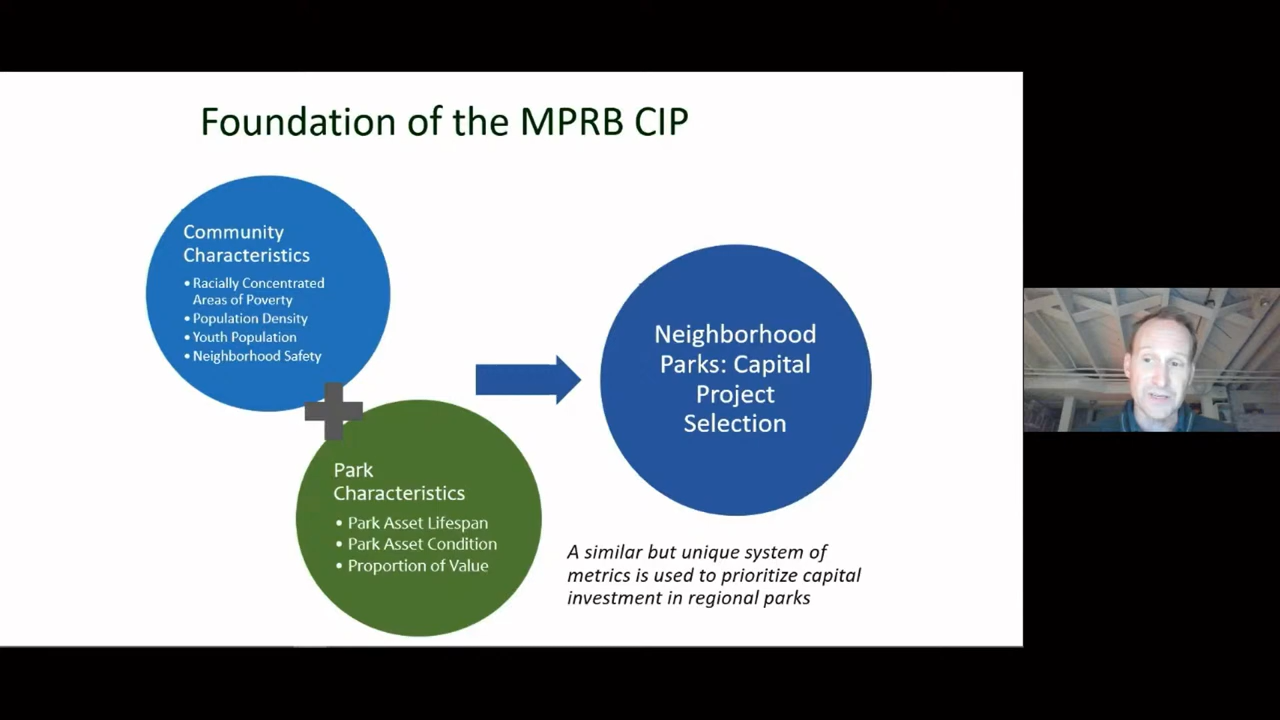 Foundation of the MPRB CIP
Community
Characteristics
• Racially Concentrated
Areas of Poverty
• Population Density
• Youth Population
• Neighborhood Safety
Park
Characteristics
• Park Asset Lifespan
• Park Asset Condition
• Proportion of Value
Neighborhood
Parks: Capital
Project
Selection
A similar but unique system of
metrics is used to prioritize capital
investment in regional parks